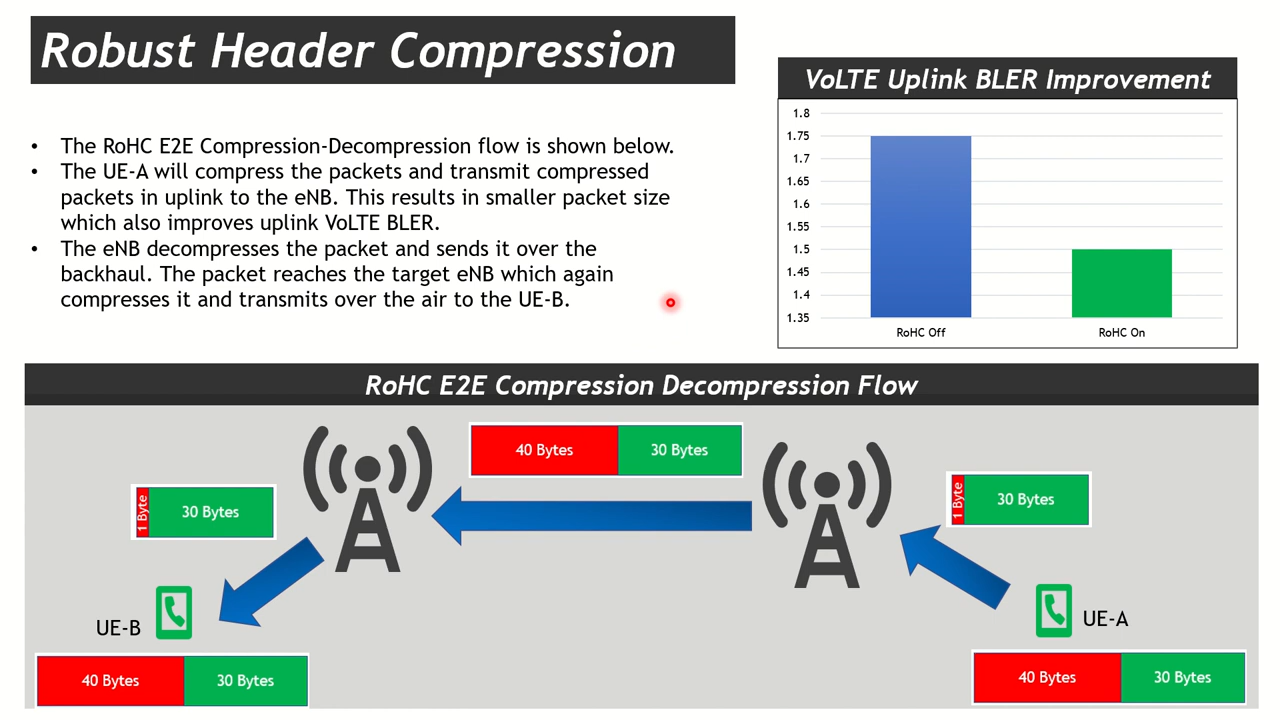 Robust Header Compression
• The RoHC E2E Compression-Decompression flow is shown below.
• The UE-A will compress the packets and transmit compressed
packets in uplink to the eNB. This results in smaller packet size
which also improves uplink VoLTE BLER.
• The eNB decompresses the packet and sends it over the
backhaul. The packet reaches the target eNB which again
compresses it and transmits over the air to the UE-B.
VoLTE Uplink BLER Improvement
1.8
1.75
1.7
1.65
1.6
1.55
1.5
1.45
1.4
1.35
RoHC Off
RoHC On
RoHC E2E Compression Decompression Flow
40 Bytes
30 Bytes
1 Byte
30 Bytes
1 Byte
30 Bytes
UE-B
UE-A
40 Bytes
30 Bytes
40 Bytes
30 Bytes